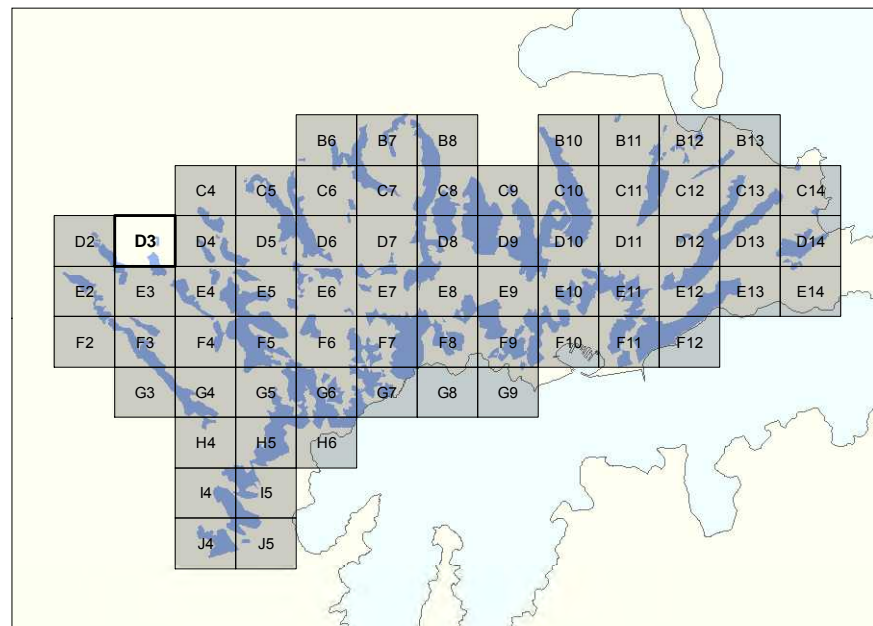 B6 B7 B8 B10 B11 B12 B13
C4 C5 C6 C7 C8 C9 C10 C11 C12 C13 C14
D2 D3 D4 D5 D6 D7 D8 D9 D10 D11 D12 D13 D14
E2 E3 E4 E5 E6 E7 E8 E9 E10 E11 E12 E13 E14
F2 F3 F4 F5 F6 F7 F8 F9 F10 F11 F12
G3 G4 G5 G6 G7 G8 G9
H4 H5 H6
I4 I5
J4 J5